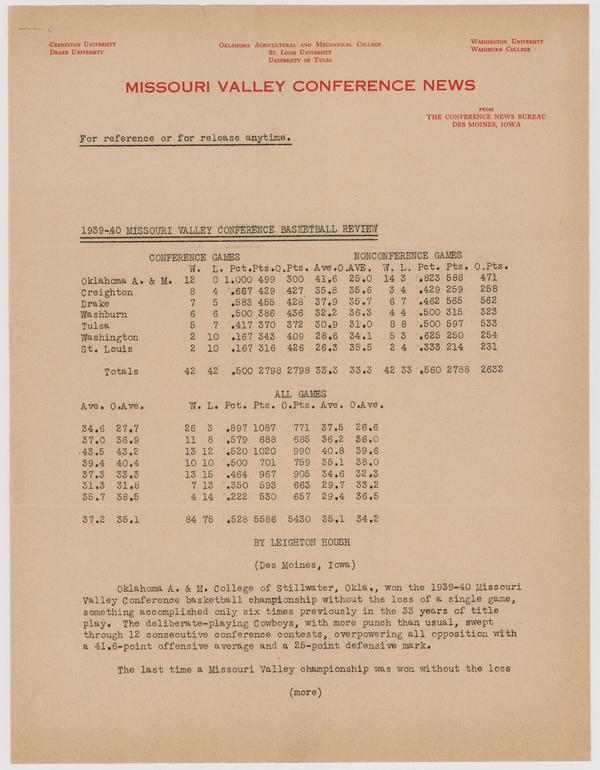 CREIGHTON UNIVERSITY
DRAKE UNIVERSITY
OKLAHOMA AGRICULTURAL AND MECHANICAL COLLEGE
ST. LOUIS UNIVERSITY
UNIVERSITY OF TULSA
WASHINGTON UNIVERSITY
WASHBURN COLLEGE
MISSOURI VALLEY CONFERENCE NEWS
FROM
THE CONFERENCE NEWS BUREAU
DES MOINES, IOWA
For reference or for release anytime.
1939-40 MISSOURI VALLEY CONFERENCE BASKETBALL REVIEW
CONFERENCE GAMES NONCONFERENCE GAMES
W. L. Pct. Pts. O.Pts. Ave. O.AVE. W. L. Pct. Pts. O.Pts.
Oklahoma A. & M. 12 0 1.000 499 300 41.6 25.0 14 3 .823 588 471
Creighton 8 4 .667 429 427 35.8 35.6 3 4 .429 259 258
Drake 7 5 .583 455 428 37.9 35.7 6 7 .462 565 562
Washburn 6 6 .500 386 436 32.2 36.3 4 4 .500 315 323
Tulsa 5 7 .417 370 372 30.9 31.0 8 8 .500 597 533
Washington 2 10 .167 343 409 28.6 34.1 5 3 .625 250 254
St. Louis 2 10 .167 316 426 26.3 35.5 2 4 .333 214 231
Totals 42 42 .500 2798 2798 33.3 33.3 42 33 .560 2788 2632
ALL GAMES
Ave. O.Ave. W. L. Pct. Pts. O.Pts. Ave. O.Ave.
34.6 27.7 26 3 .897 1087 771 37.5 26.6
37.0 36.9 11 8 .579 688 685 36.2 36.0
43.5 43.2 13 12 .520 1020 990 40.8 39.6
39.4 40.4 10 10 .500 701 759 35.1 38.0
37.3 33.3 13 15 .464 967 905 34.6 32.3
31.3 31.8 7 13 .350 593 663 29.7 33.2
35.7 38.5 4 14 .222 530 657 29.4 36.5
37.2 35.1 84 75 .528 5586 5430 35.1 34.2
BY LEIGHTON HOUSH
(Des Moines, Iowa)
Oklahoma A. & M. College of Stillwater, Okla., won the 1939-40 Missouri
Valley Conference basketball championship without the loss of a single game,
something accomplished only six times previously in the 33 years of title
play. The deliberate-playing Cowboys, with more punch than usual, swept
through 12 consecutive conference contests, overpowering all opposition with
a 41.6-point offensive average and a 25-point defensive mark.
The last time a Missouri Valley championship was won without the loss
(more)